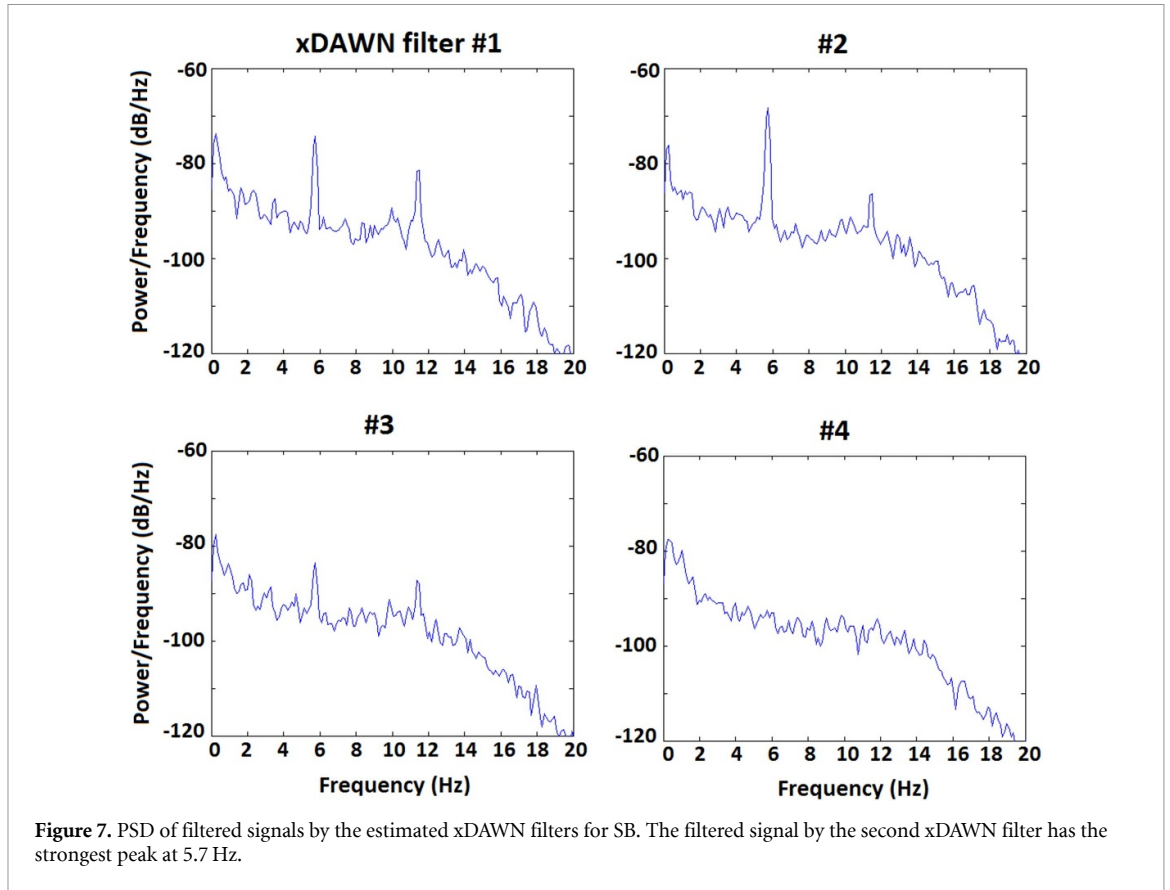 xDAWN filter #1
#2
Power/Frequency (dB/Hz)
-60
-80
-100
-120
0 2 4 6 8 10 12 14 16 18 20
-60
-80
-100
-120
0 2 4 6 8 10 12 14 16 18 20
#3
#4
Power/Frequency (dB/Hz)
-60
-80
-100
-120
0 2 4 6 8 10 12 14 16 18 20
Frequency (Hz)
-60
-80
-100
-120
0 2 4 6 8 10 12 14 16 18 20
Frequency (Hz)
Figure 7. PSD of filtered signals by the estimated xDAWN filters for SB. The filtered signal by the second xDAWN filter has the
strongest peak at 5.7 Hz.